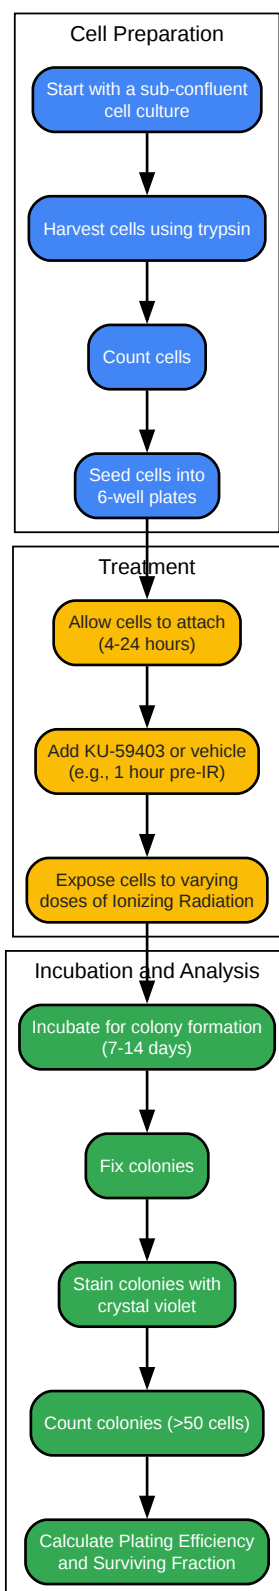 Cell Preparation
Start with a sub-confluent
cell culture
Harvest cells using trypsin
Count cells
Seed cells into
6-well plates
Treatment
Allow cells to attach
(4-24 hours)
Add KU-59403 or vehicle
(e.g., 1 hour pre-IR)
Expose cells to varying
doses of Ionizing Radiation
Incubation and Analysis
Incubate for colony formation
(7-14 days)
Fix colonies
Stain colonies with
crystal violet
Count colonies (>50 cells)
Calculate Plating Efficiency
and Surviving Fraction